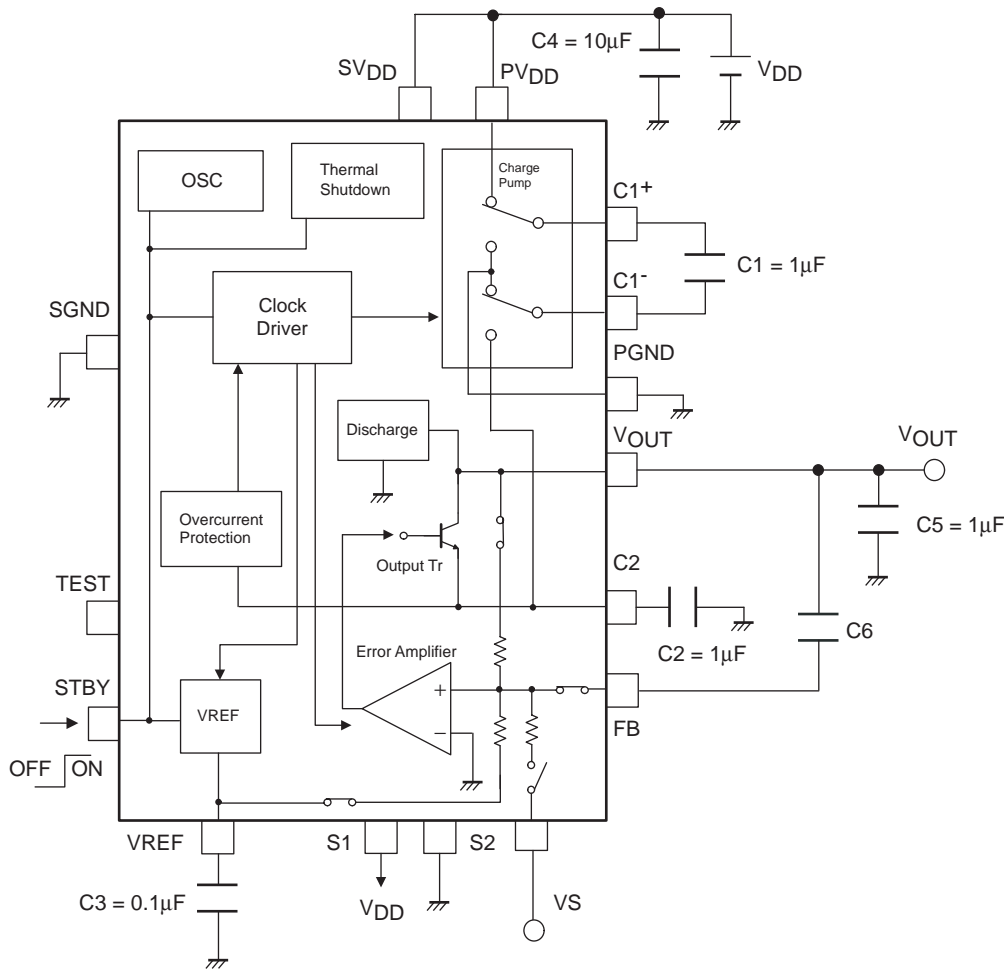 C4 = 10μF
SVDD
PVDD
VDD
OSC
Thermal
Shutdown
Charge
Pump
C1+
C1 = 1μF
C1-
SGND
Clock
Driver
PGND
Discharge
VOUT
VOUT
Overcurrent
Protection
Output Tr
C5 = 1μF
C2
TEST
C6
C2 = 1μF
Error Amplifier
STBY
VREF
+
−
FB
OFF
ON
VREF
S1
S2
VDD
VS
C3 = 0.1μF